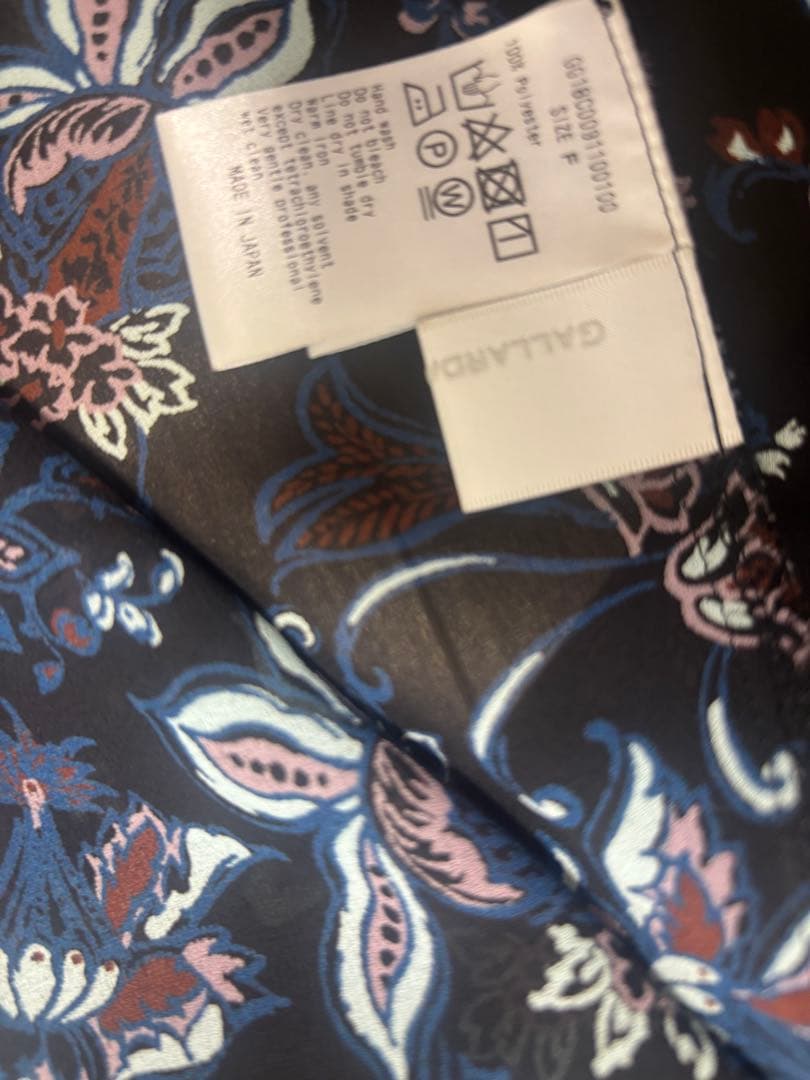 GG18C0091100100
SIZE F
100% Polyester
P
W
Hand wash
Do not bleach
Do not tumble dry
Line dry in shade
Warm iron
Dry clean, any solvent
except tetrachloroethylene
Very gentle professional
wet clean
MADE IN JAPAN
GALLARD